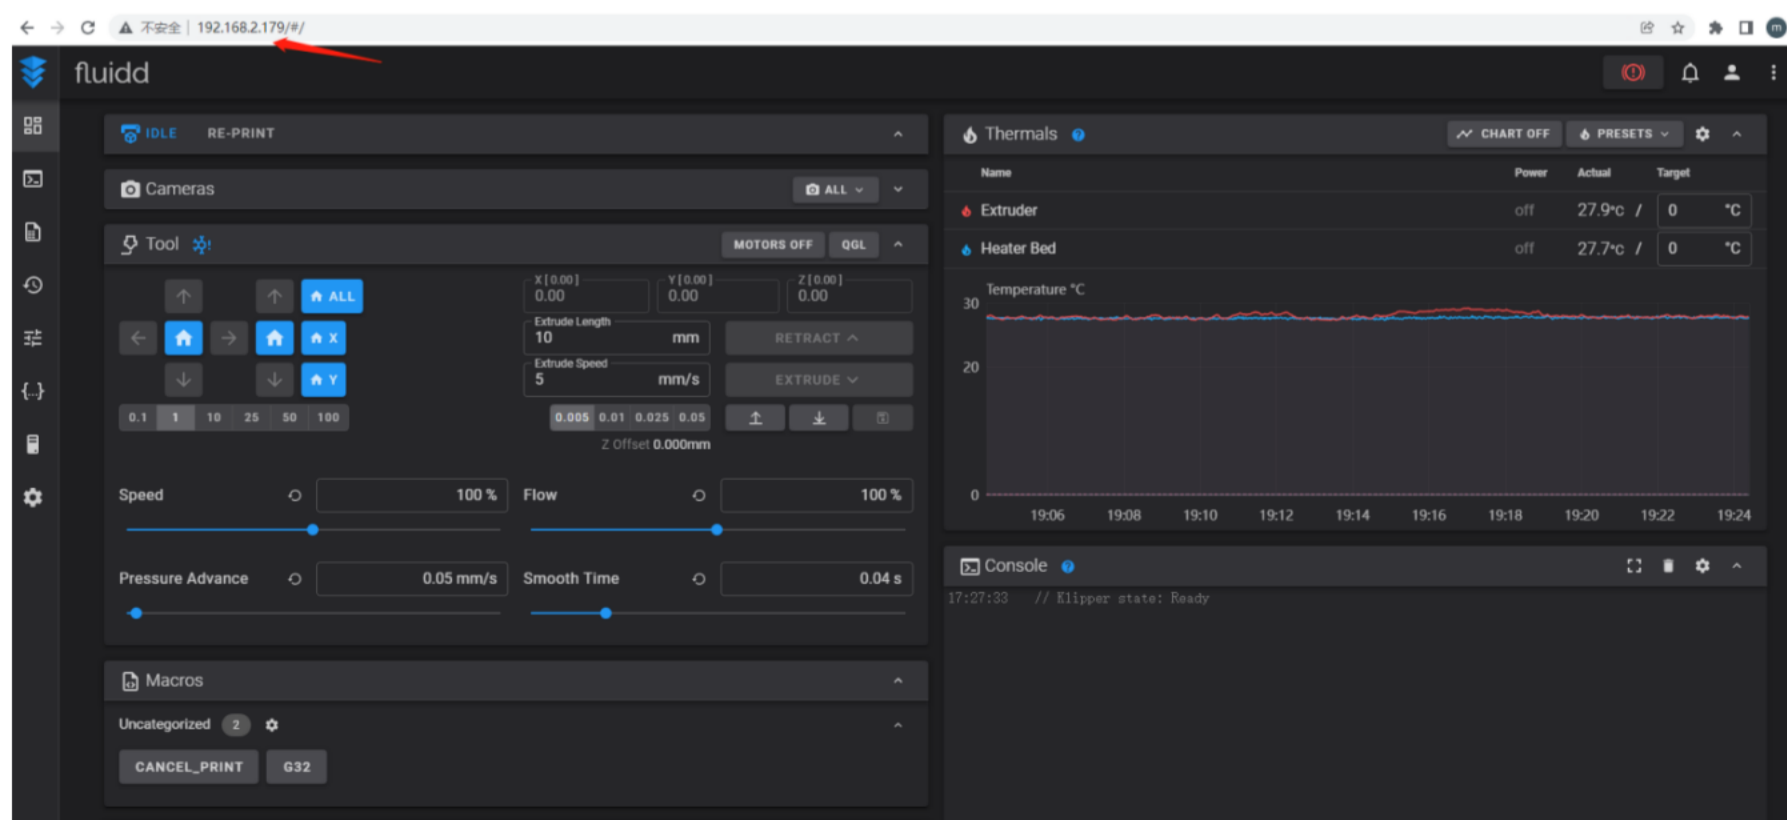 不安全 | 192.168.2.179/#/
m
fluidd
IDLE RE-PRINT
Cameras ALL
Tool MOTORS OFF QGL
ALL
X
Y
0.1 1 10 25 50 100
X [ 0.00 ] Y [ 0.00 ] Z [ 0.00 ]
0.00 0.00 0.00
Extrude Length
10 mm RETRACT
Extrude Speed
5 mm/s EXTRUDE
0.005 0.01 0.025 0.05
Z Offset 0.000mm
Speed 100 % Flow 100 %
Pressure Advance 0.05 mm/s Smooth Time 0.04 s
Macros
Uncategorized 2
CANCEL_PRINT G32
Thermals CHART OFF PRESETS
Name Power Actual Target
Extruder off 27.9°C / 0 °C
Heater Bed off 27.7°C / 0 °C
Temperature °C
30
20
0
19:06 19:08 19:10 19:12 19:14 19:16 19:18 19:20 19:22 19:24
Console
17:27:33 // Klipper state: Ready